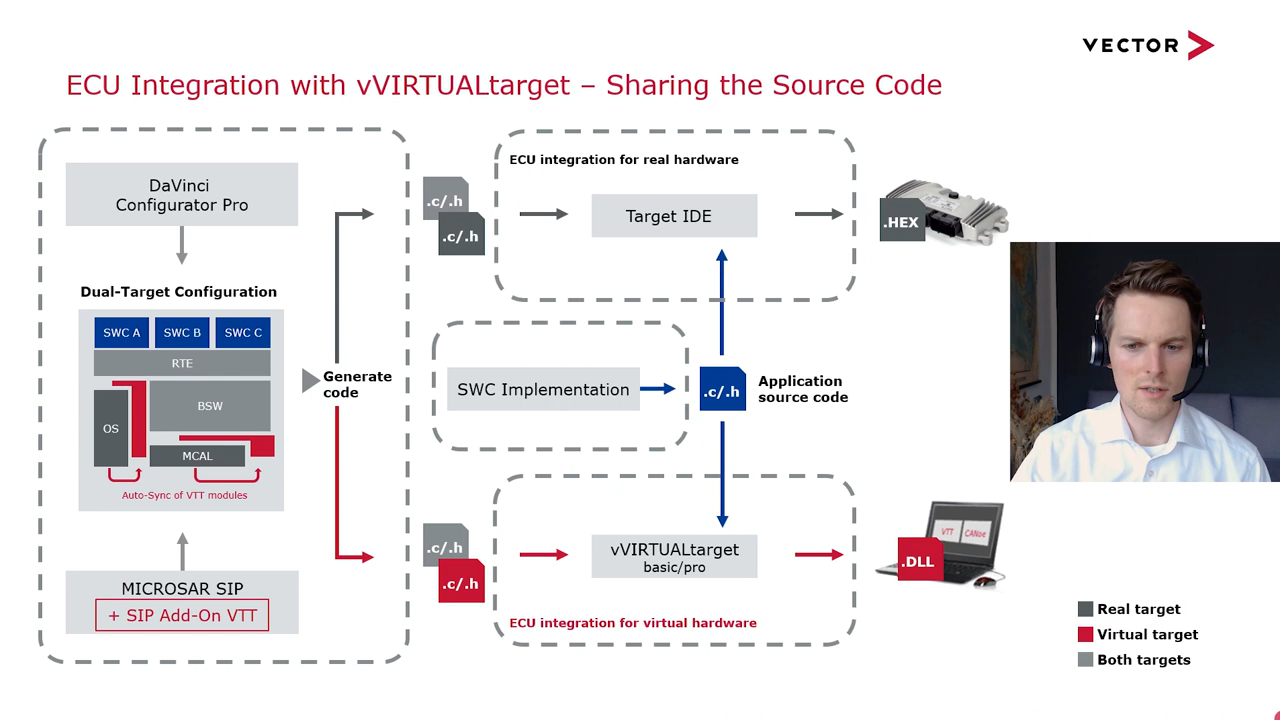 VECTOR
ECU Integration with vVIRTUALtarget – Sharing the Source Code
DaVinci
Configurator Pro
Dual-Target Configuration
SWC A
SWC B
SWC C
RTE
OS
BSW
MCAL
Auto-Sync of VTT modules
MICROSAR SIP
+ SIP Add-On VTT
Generate
code
.c/.h
.c/.h
ECU integration for real hardware
Target IDE
.HEX
SWC Implementation
.c/.h
Application
source code
.c/.h
.c/.h
vVIRTUALtarget
basic/pro
ECU integration for virtual hardware
VTT
CANoe
.DLL
Real target
Virtual target
Both targets